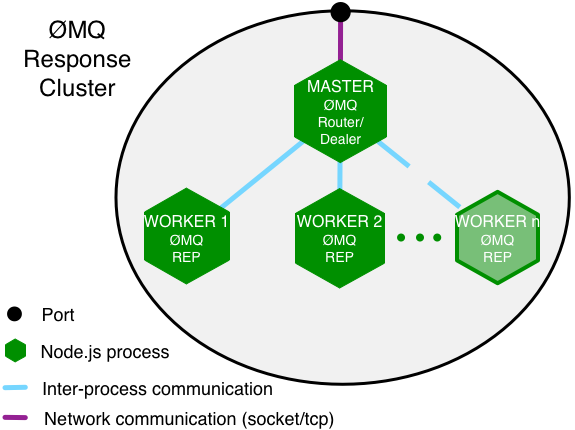 ØMQ
Response
Cluster
MASTER
ØMQ
Router/
Dealer
WORKER 1
ØMQ
REP
WORKER 2
ØMQ
REP
WORKER n
ØMQ
REP
Port
Node.js process
Inter-process communication
Network communication (socket/tcp)